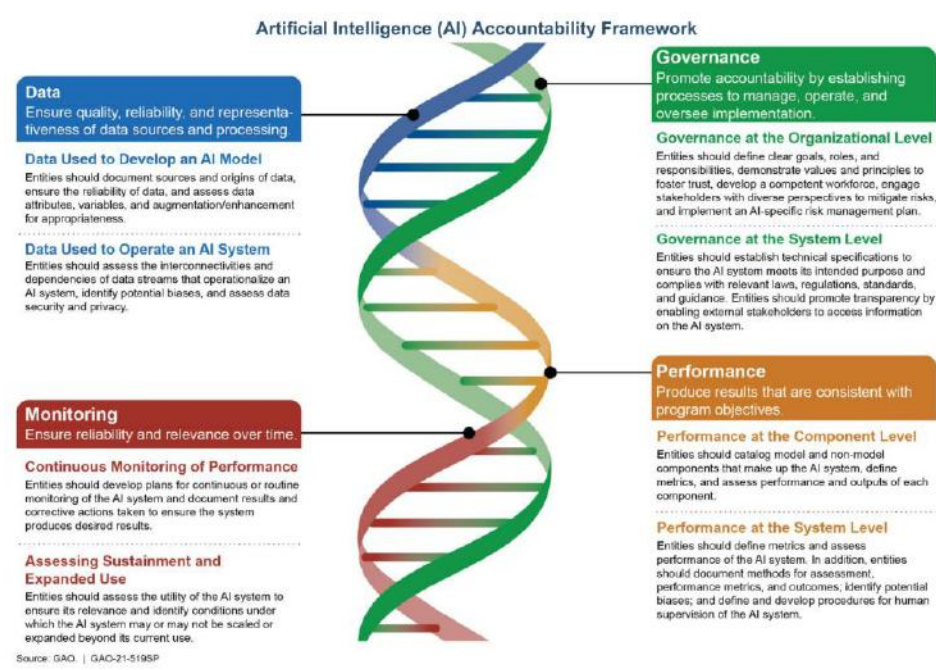 Artificial Intelligence (AI) Accountability Framework
Data
Ensure quality, reliability, and representa-
tiveness of data sources and processing.
Data Used to Develop an AI Model
Entities should document sources and origins of data,
ensure the reliability of data, and assess data
attributes, variables, and augmentation/enhancement
for appropriateness.
Data Used to Operate an AI System
Entities should assess the interconnectivities and
dependencies of data streams that operationalize an
AI system, identify potential biases, and assess data
security and privacy.
Monitoring
Ensure reliability and relevance over time.
Continuous Monitoring of Performance
Entities should develop plans for continuous or routine
monitoring of the AI system and document results and
corrective actions taken to ensure the system
produces desired results.
Assessing Sustainment and
Expanded Use
Entities should assess the utility of the AI system to
ensure its relevance and identify conditions under
which the AI system may or may not be scaled or
expanded beyond its current use.
Governance
Promote accountability by establishing
processes to manage, operate, and
oversee implementation.
Governance at the Organizational Level
Entities should define clear goals, roles, and
responsibilities, demonstrate values and principles to
foster trust, develop a competent workforce, engage
stakeholders with diverse perspectives to mitigate risks,
and implement an AI-specific risk management plan.
Governance at the System Level
Entities should establish technical specifications to
ensure the AI system meets its intended purpose and
complies with relevant laws, regulations, standards,
and guidance. Entities should promote transparency by
enabling external stakeholders to access information
on the AI system.
Performance
Produce results that are consistent with
program objectives.
Performance at the Component Level
Entities should catalog model and non-model
components that make up the AI system, define
metrics, and assess performance and outputs of each
component.
Performance at the System Level
Entities should define metrics and assess
performance of the AI system. In addition, entities
should document methods for assessment,
performance metrics, and outcomes; identify potential
biases; and define and develop procedures for human
supervision of the AI system.
Source: GAO. | GAO-21-519SP